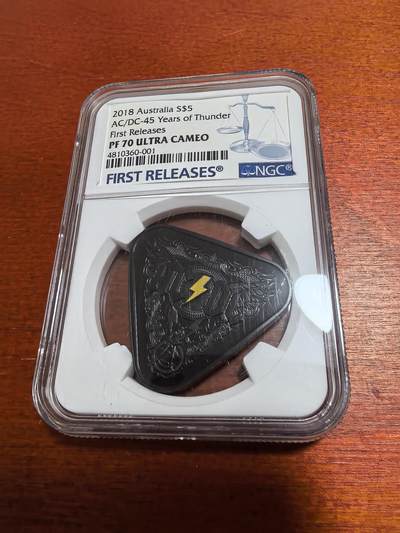 2018 Australia S$5
AC/DC-45 Years of Thunder
First Releases
PF 70 ULTRA CAMEO
4810360-001
FIRST RELEASES®
NGC®